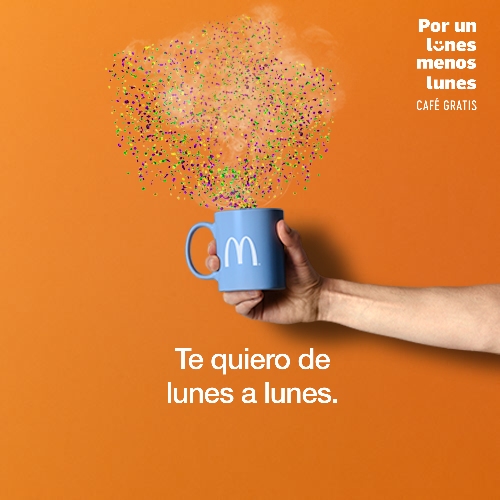 Por un
lunes
menos
lunes
CAFÉ GRATIS
M
Te quiero de
lunes a lunes.